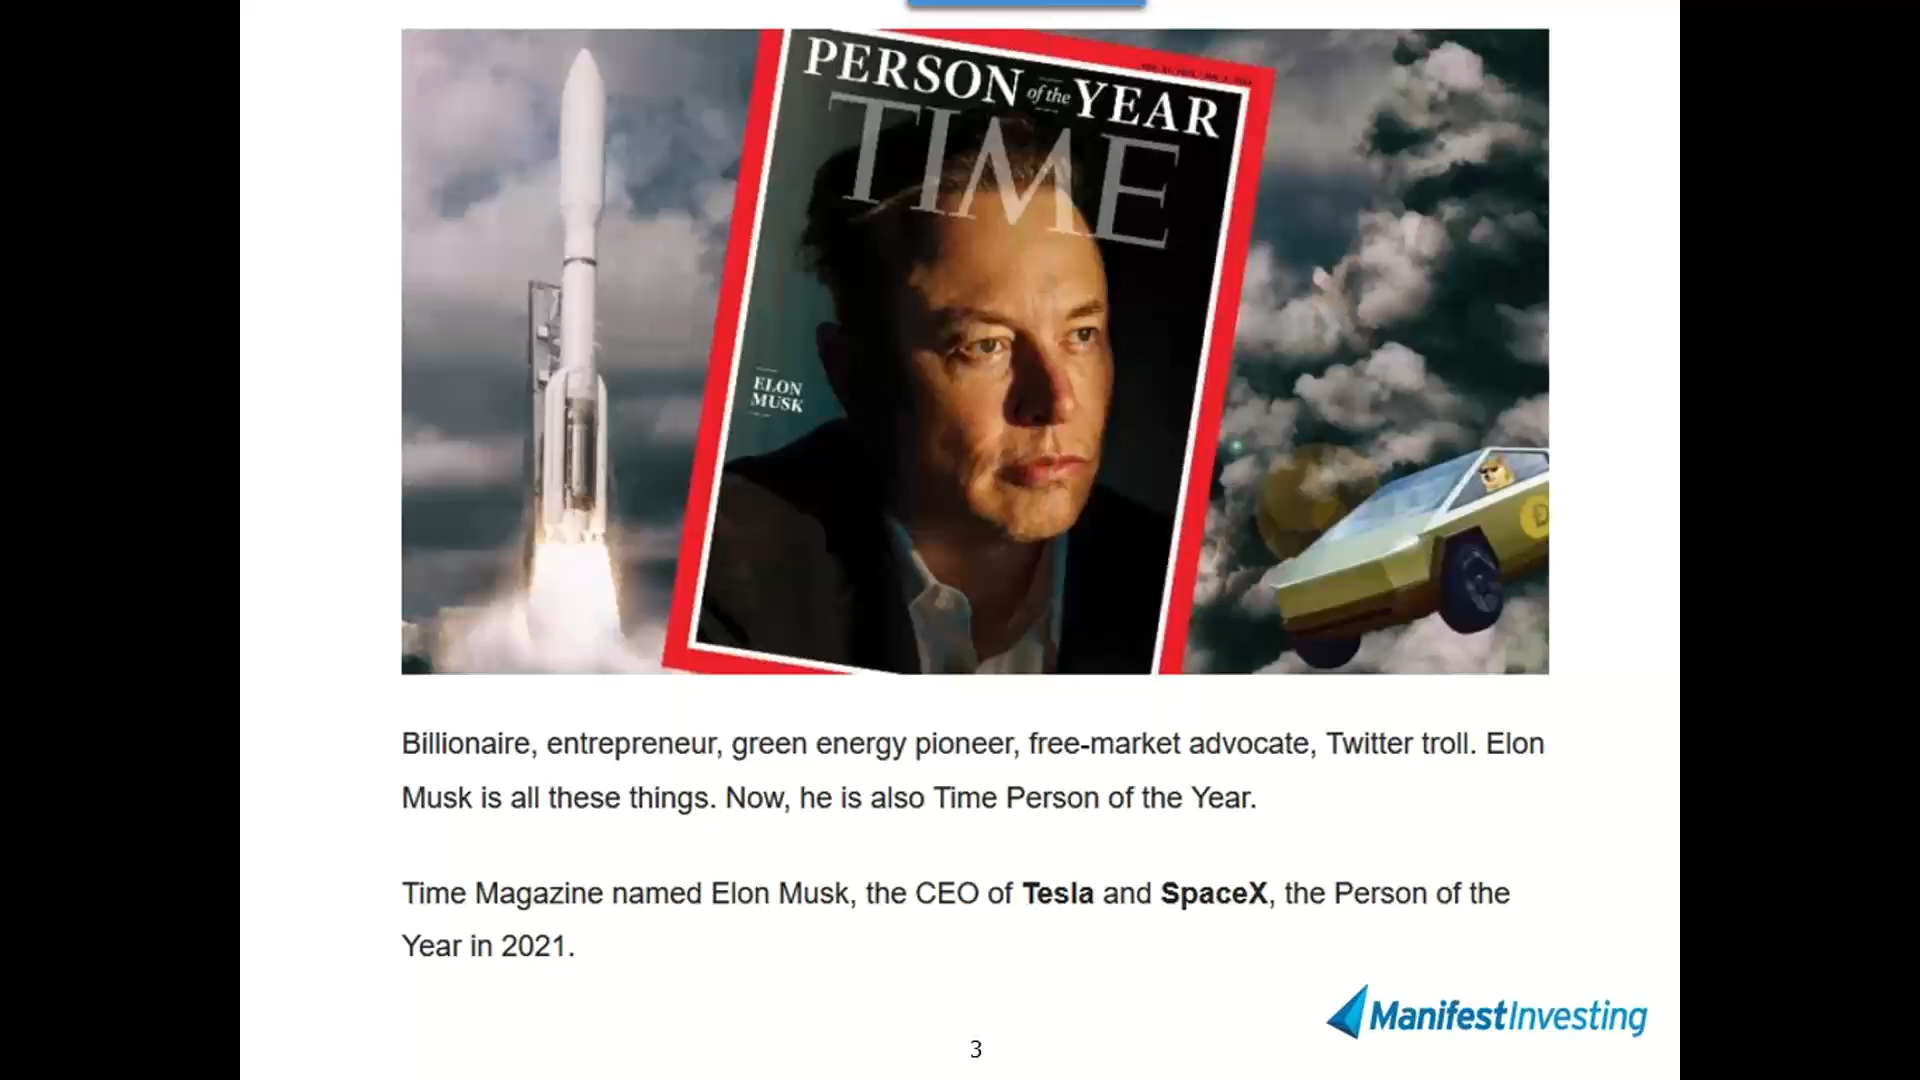 PERSON of the YEAR
TIME
ELON
MUSK
Billionaire, entrepreneur, green energy pioneer, free-market advocate, Twitter troll. Elon
Musk is all these things. Now, he is also Time Person of the Year.
Time Magazine named Elon Musk, the CEO of Tesla and SpaceX, the Person of the
Year in 2021.
ManifestInvesting
3